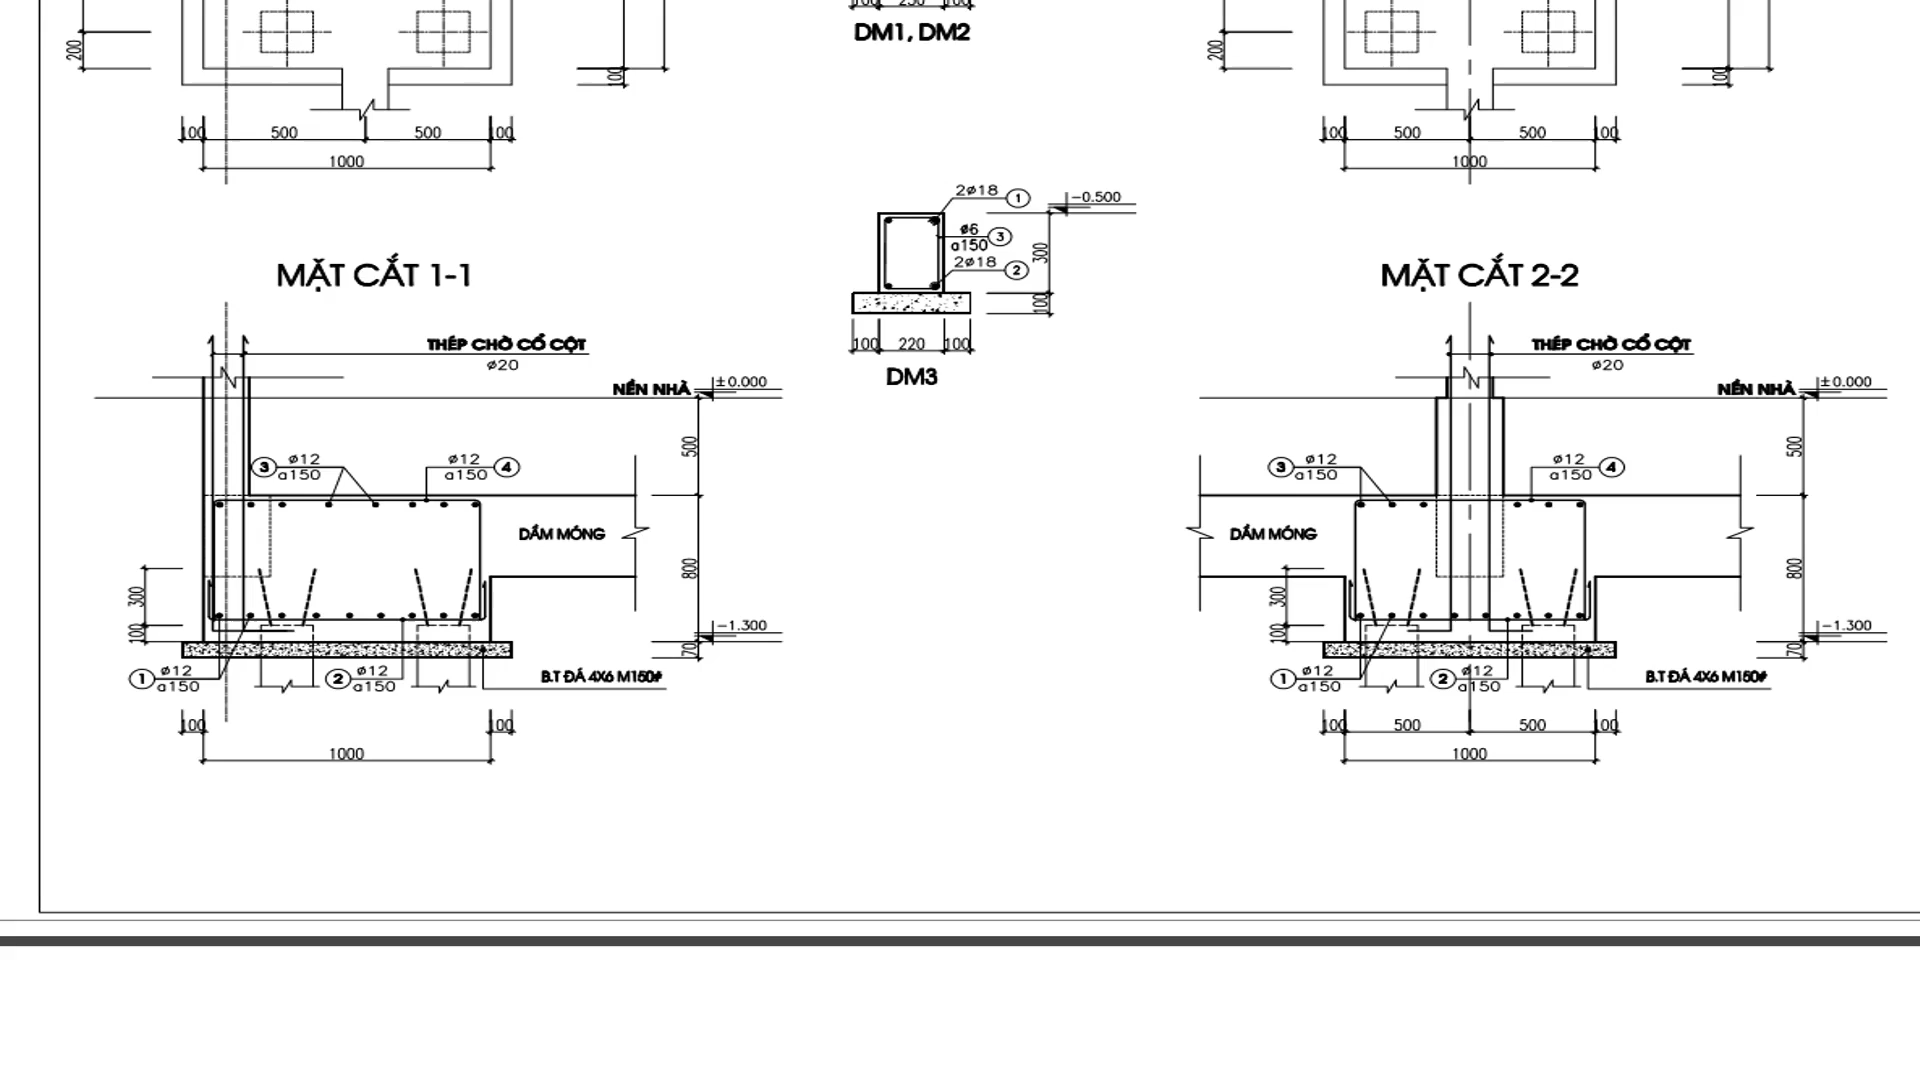 100 250 100
DM1, DM2
200
100
100 500 500 100
1000
200
100
100 500 500 100
1000
2ø18 1
ø6
a150 3
2ø18 2
-0.500
300
100
100 220 100
DM3
MẶT CẮT 1-1
THÉP CHỜ CỔ CỘT
ø20
NỀN NHÀ
±0.000
3 ø12
a150
ø12 4
a150
500
DẦM MÓNG
800
300
100
-1.300
70
1 ø12
a150
2 ø12
a150
B.T ĐÁ 4X6 M150#
100 100
1000
MẶT CẮT 2-2
THÉP CHỜ CỔ CỘT
ø20
NỀN NHÀ
±0.000
3 ø12
a150
ø12 4
a150
500
DẦM MÓNG
800
300
100
-1.300
70
1 ø12
a150
2 ø12
a150
B.T ĐÁ 4X6 M150#
100 500 500 100
1000